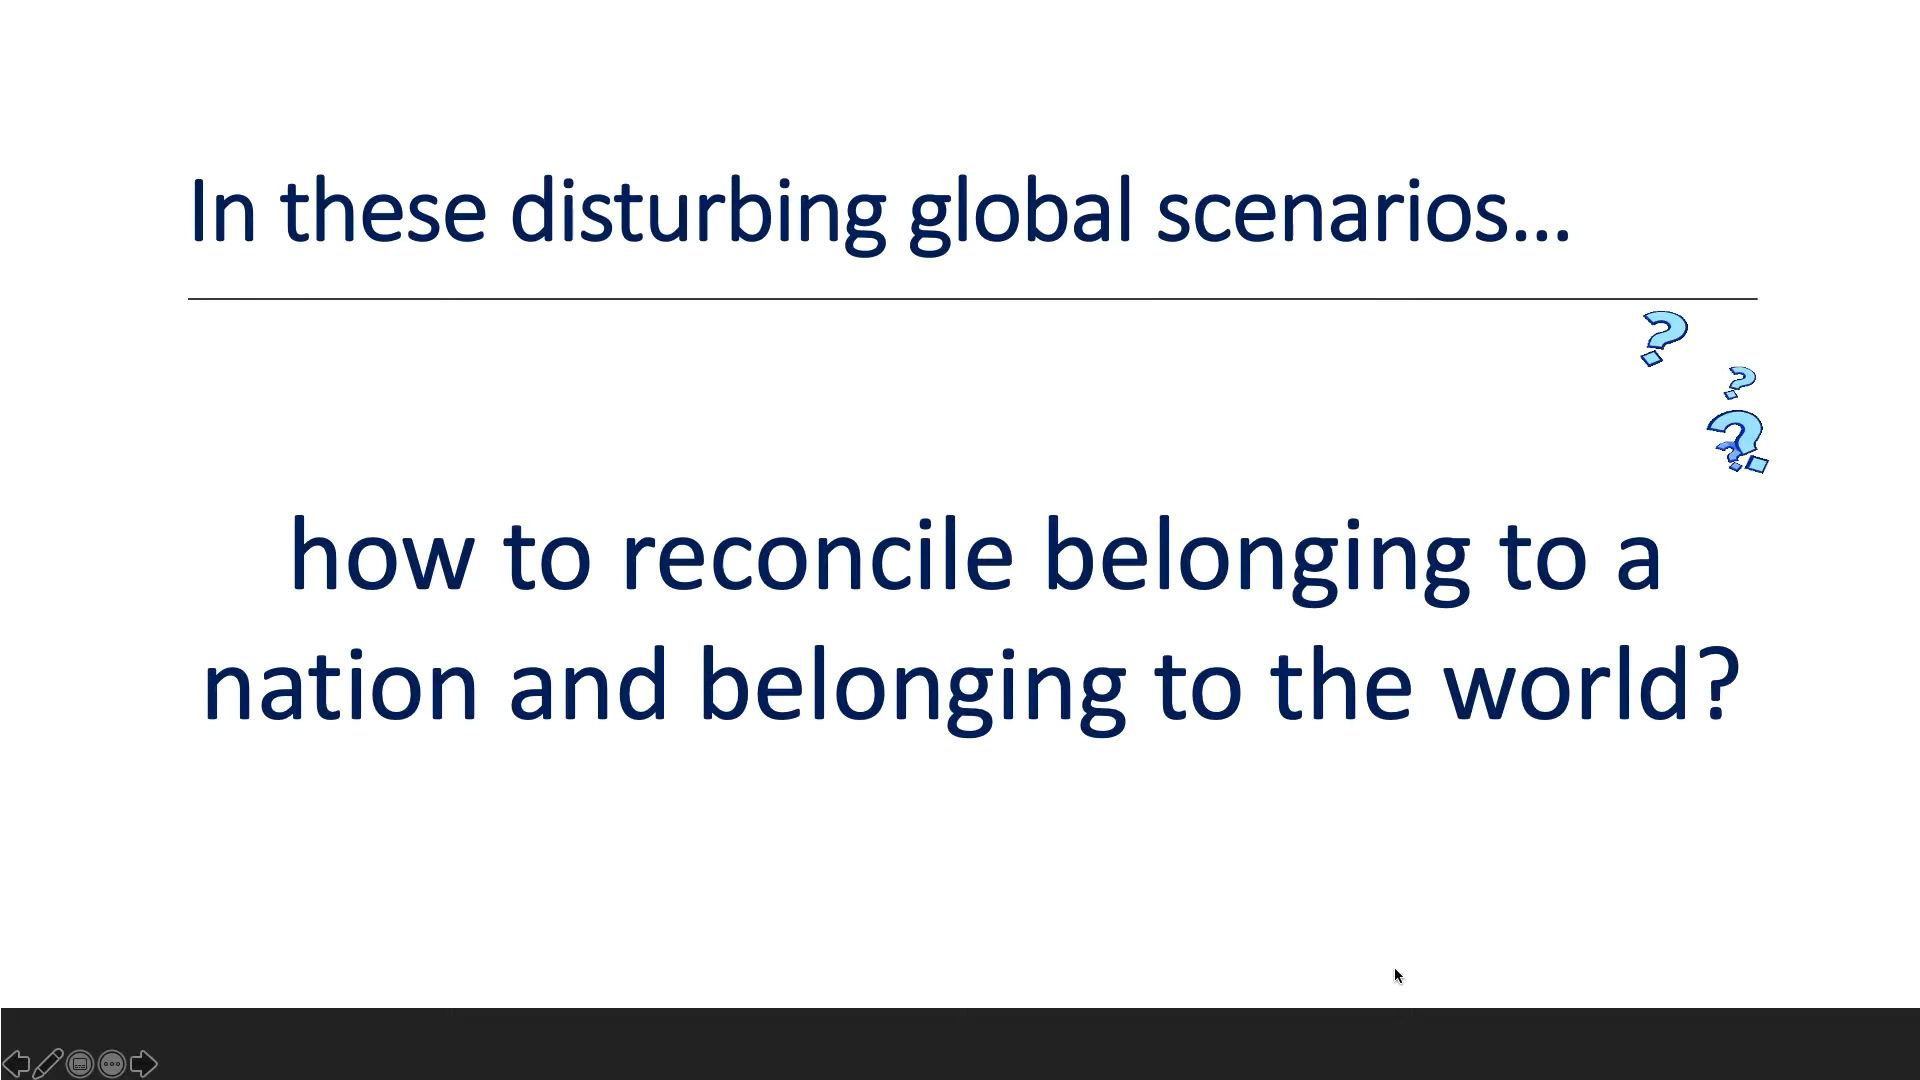 In these disturbing global scenarios...
how to reconcile belonging to a
nation and belonging to the world?